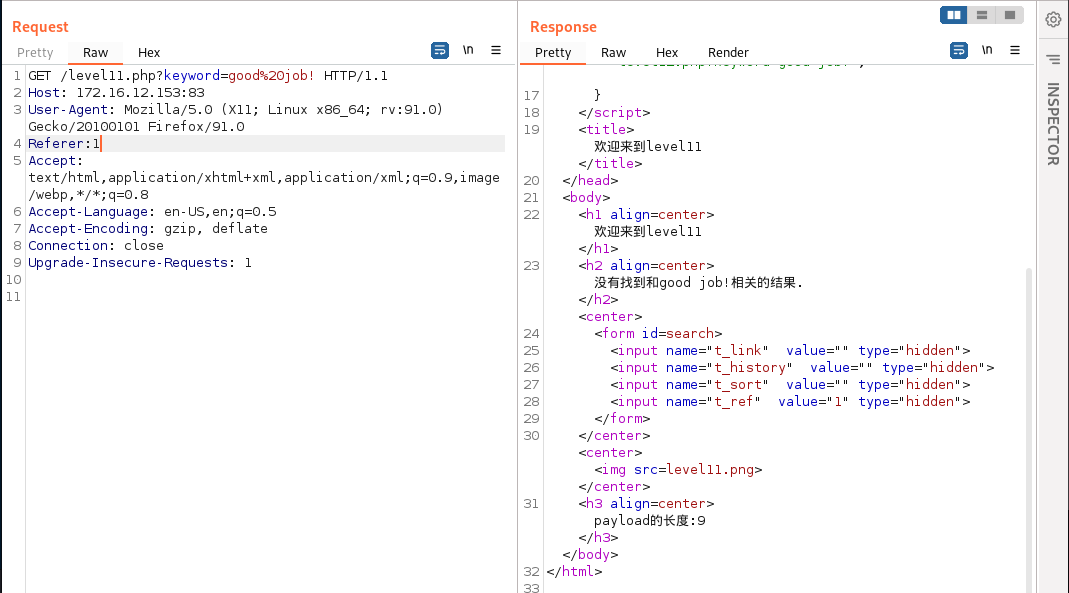 Request
Pretty Raw Hex \n
1 GET /level11.php?keyword=good%20job! HTTP/1.1
2 Host: 172.16.12.153:83
3 User-Agent: Mozilla/5.0 (X11; Linux x86_64; rv:91.0)
Gecko/20100101 Firefox/91.0
4 Referer:1
5 Accept:
text/html,application/xhtml+xml,application/xml;q=0.9,image
/webp,*/*;q=0.8
6 Accept-Language: en-US,en;q=0.5
7 Accept-Encoding: gzip, deflate
8 Connection: close
9 Upgrade-Insecure-Requests: 1
10
11
Response
Pretty Raw Hex Render \n
17 }
18 </script>
19 <title>
欢迎来到level11
</title>
20 </head>
21 <body>
22 <h1 align=center>
欢迎来到level11
</h1>
23 <h2 align=center>
没有找到和good job!相关的结果.
</h2>
<center>
24 <form id=search>
25 <input name="t_link"  value="" type="hidden">
26 <input name="t_history"  value="" type="hidden">
27 <input name="t_sort"  value="" type="hidden">
28 <input name="t_ref"  value="1" type="hidden">
29 </form>
30 </center>
<center>
<img src=level11.png>
</center>
31 <h3 align=center>
payload的长度:9
</h3>
</body>
32 </html>
33
INSPECTOR